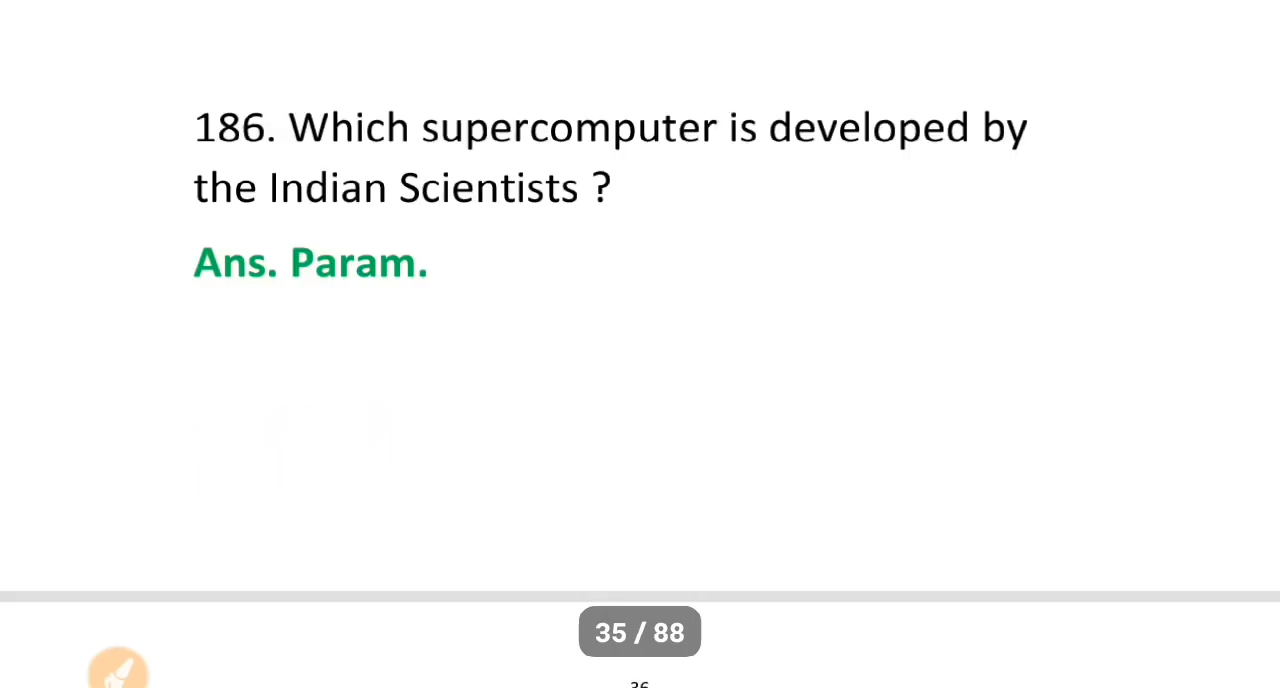 186. Which supercomputer is developed by
the Indian Scientists ?
Ans. Param.
35 / 88